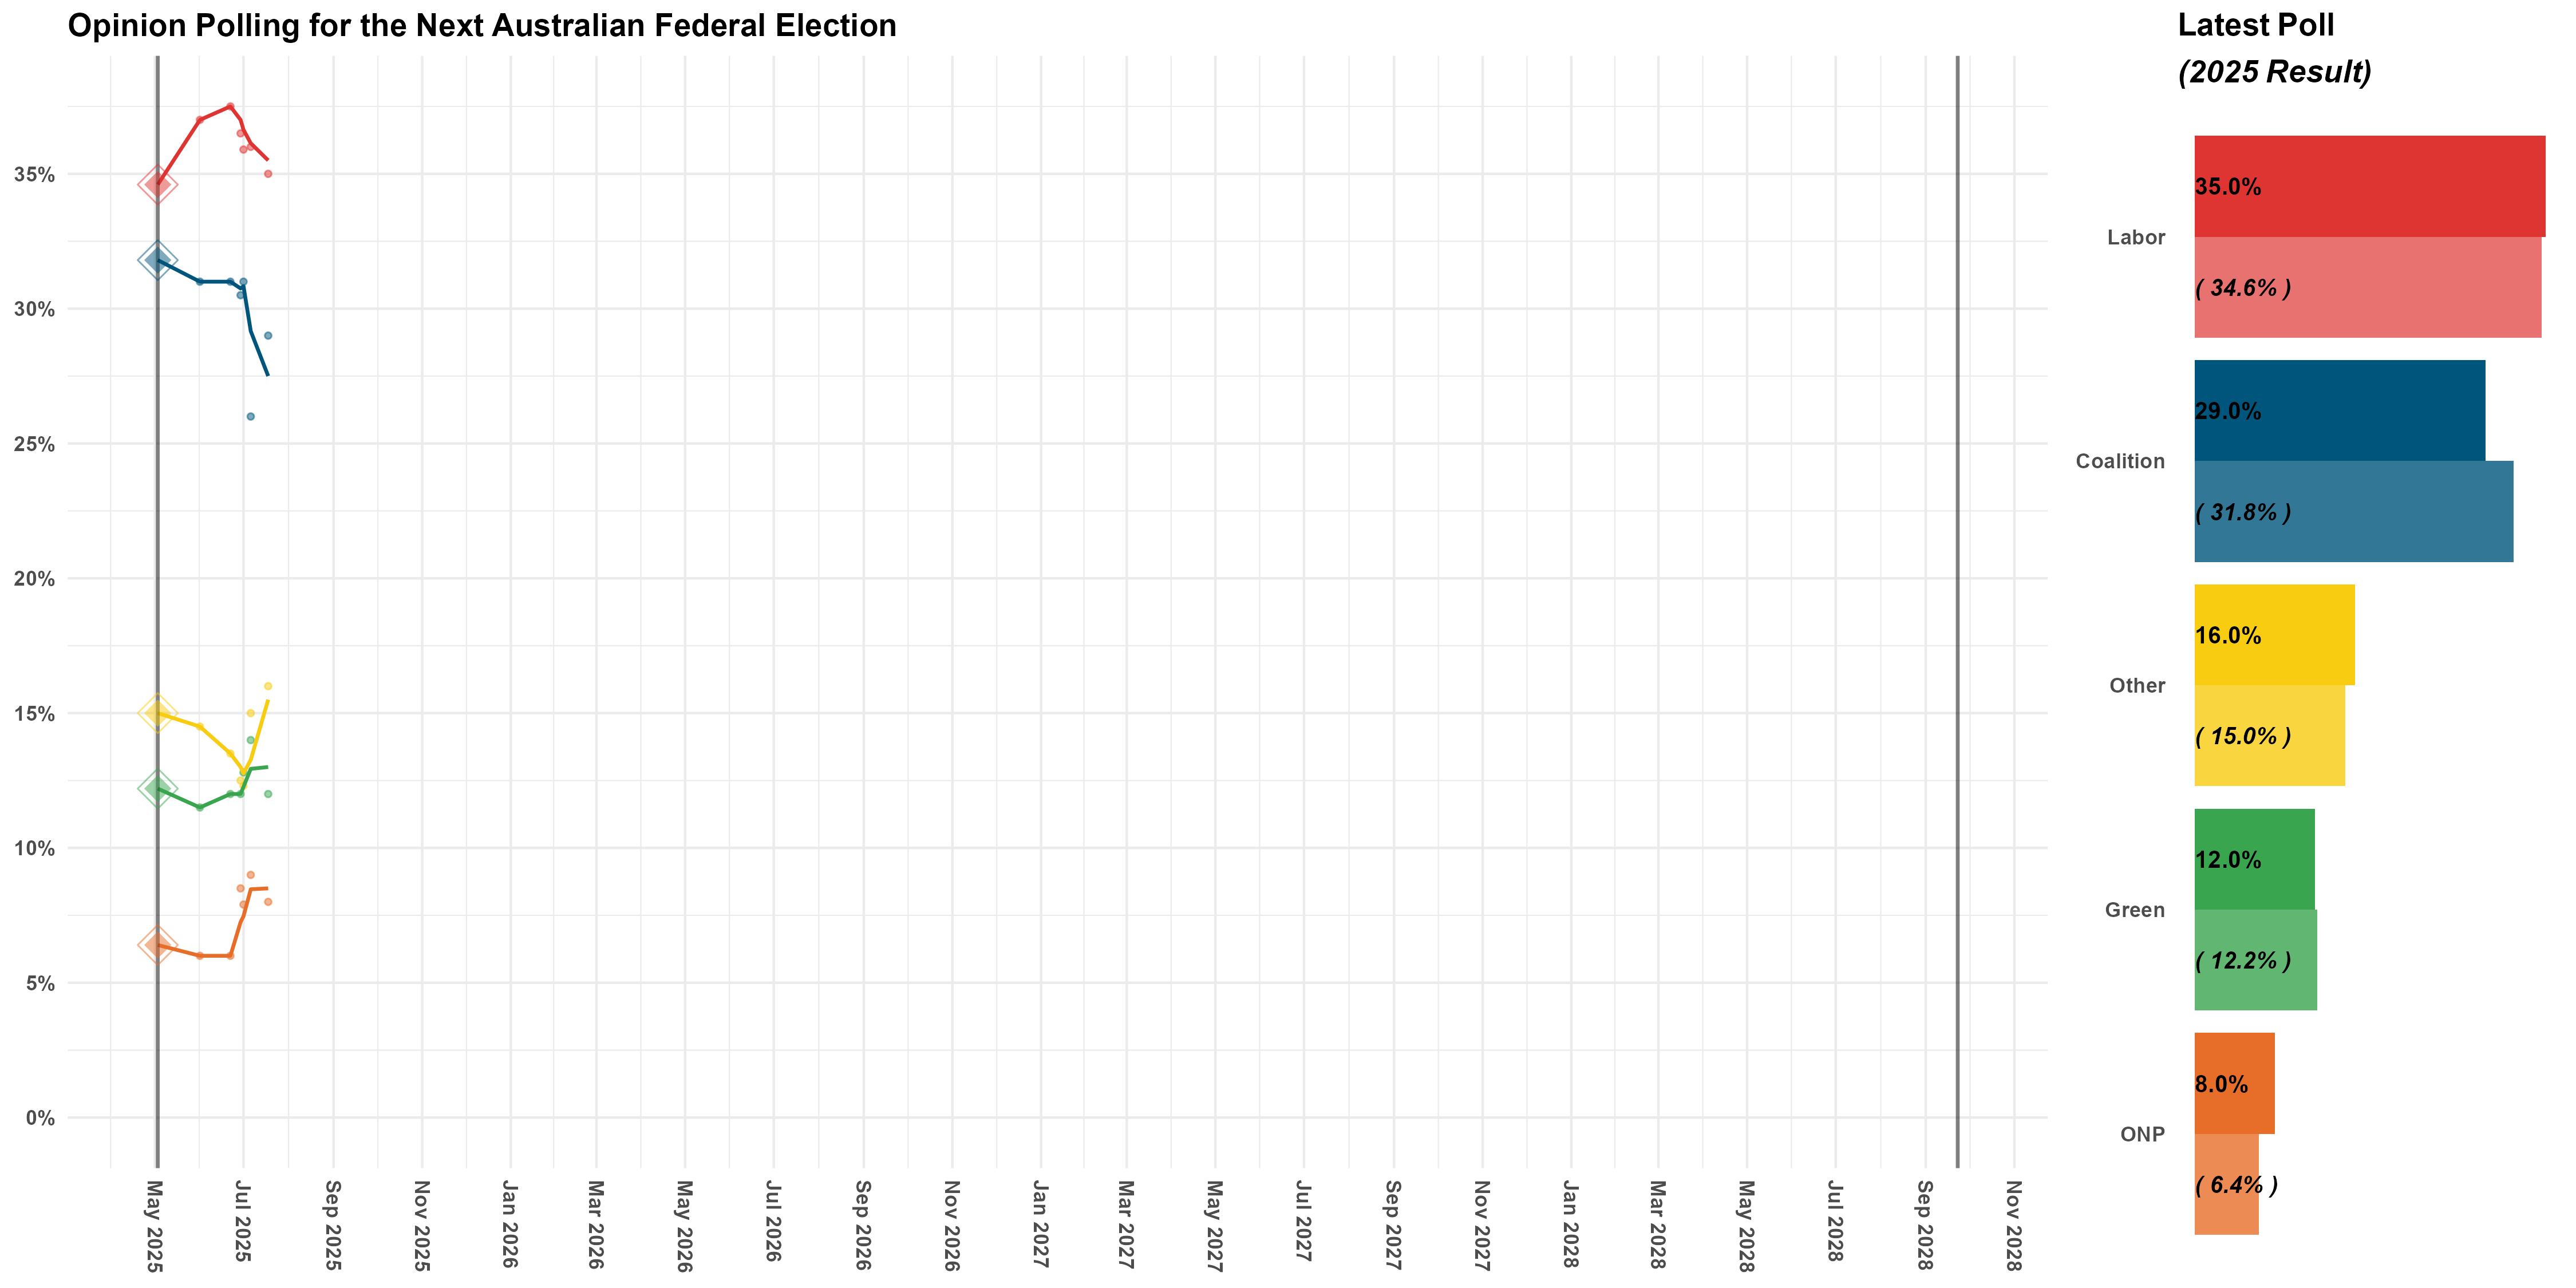 Opinion Polling for the Next Australian Federal Election
35%
30%
25%
20%
15%
10%
5%
0%
May 2025
Jul 2025
Sep 2025
Nov 2025
Jan 2026
Mar 2026
May 2026
Jul 2026
Sep 2026
Nov 2026
Jan 2027
Mar 2027
May 2027
Jul 2027
Sep 2027
Nov 2027
Jan 2028
Mar 2028
May 2028
Jul 2028
Sep 2028
Nov 2028
Latest Poll
(2025 Result)
Labor
35.0%
( 34.6% )
Coalition
29.0%
( 31.8% )
Other
16.0%
( 15.0% )
Green
12.0%
( 12.2% )
ONP
8.0%
( 6.4% )